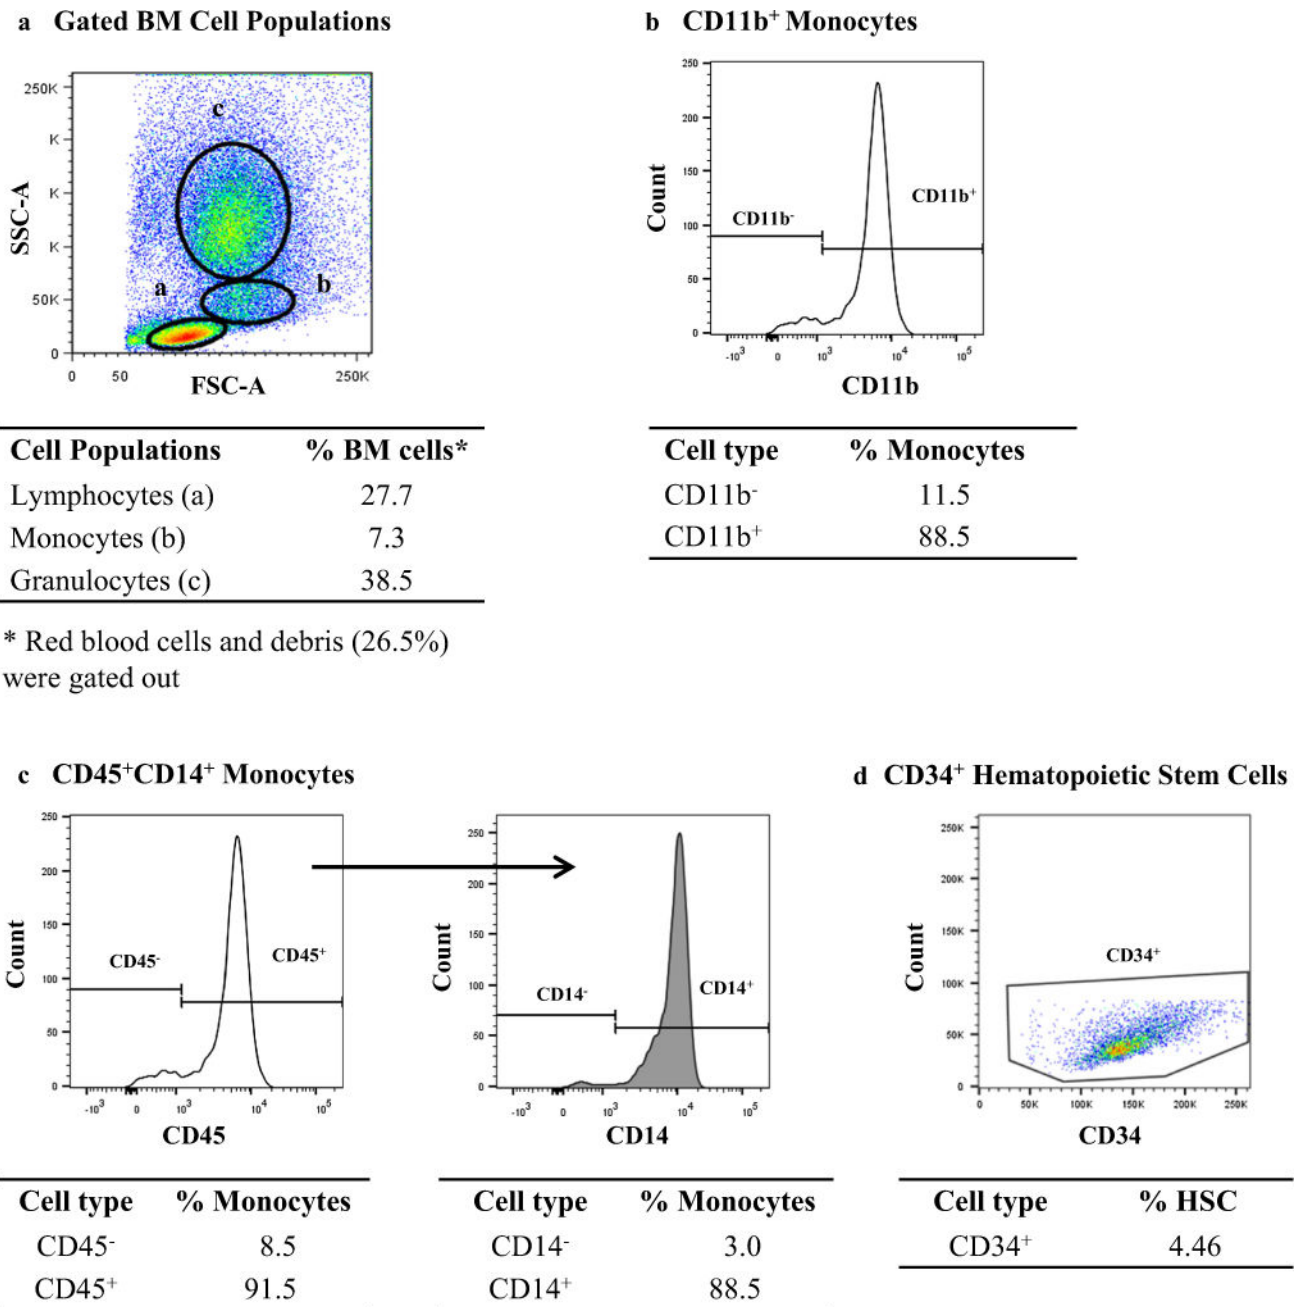 a Gated BM Cell Populations
250K
K
K
K
50K
0
SSC-A
c
a
b
0 50 250K
FSC-A
Cell Populations % BM cells*
Lymphocytes (a) 27.7
Monocytes (b) 7.3
Granulocytes (c) 38.5
* Red blood cells and debris (26.5%)
were gated out
b CD11b⁺ Monocytes
250
200
150
100
50
0
Count
CD11b⁻
CD11b⁺
-10³ 0 10³ 10⁴ 10⁵
CD11b
Cell type % Monocytes
CD11b⁻ 11.5
CD11b⁺ 88.5
c CD45⁺CD14⁺ Monocytes
250
200
150
100
50
0
Count
CD45⁻
CD45⁺
-10³ 0 10³ 10⁴ 10⁵
CD45
Cell type % Monocytes
CD45⁻ 8.5
CD45⁺ 91.5
250
200
150
100
50
0
Count
CD14⁻
CD14⁺
-10³ 0 10³ 10⁴ 10⁵
CD14
Cell type % Monocytes
CD14⁻ 3.0
CD14⁺ 88.5
d CD34⁺ Hematopoietic Stem Cells
250K
200K
150K
100K
50K
0
Count
CD34⁺
0 50K 100K 150K 200K 250K
CD34
Cell type % HSC
CD34⁺ 4.46